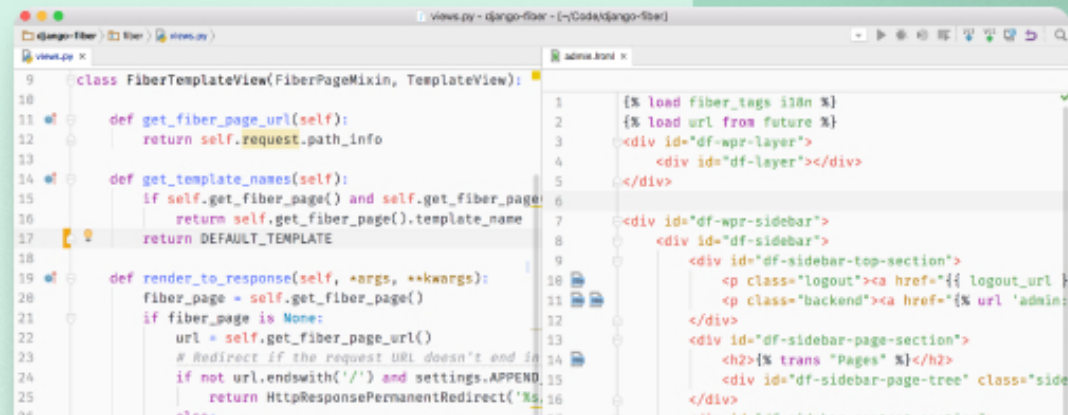 views.py - django-fiber - [~/Code/django-fiber]
django-fiber fiber views.py
views.py
9 class FiberTemplateView(FiberPageMixin, TemplateView):
10
11 def get_fiber_page_url(self):
12 return self.request.path_info
13
14 def get_template_names(self):
15 if self.get_fiber_page() and self.get_fiber_page
16 return self.get_fiber_page().template_name
17 return DEFAULT_TEMPLATE
18
19 def render_to_response(self, *args, **kwargs):
20 fiber_page = self.get_fiber_page()
21 if fiber_page is None:
22 url = self.get_fiber_page_url()
23 # Redirect if the request URL doesn't end in
24 if not url.endswith('/') and settings.APPEND_
25 return HttpResponsePermanentRedirect('%s
admin.html
1 {% load fiber_tags i18n %}
2 {% load url from future %}
3 <div id="df-wpr-layer">
4 <div id="df-layer"></div>
5 </div>
6
7 <div id="df-wpr-sidebar">
8 <div id="df-sidebar">
9 <div id="df-sidebar-top-section">
10 <p class="logout"><a href="{{ logout_url }
11 <p class="backend"><a href="{% url 'admin:
12 </div>
13 <div id="df-sidebar-page-section">
14 <h2>{% trans "Pages" %}</h2>
15 <div id="df-sidebar-page-tree" class="side
16 </div>